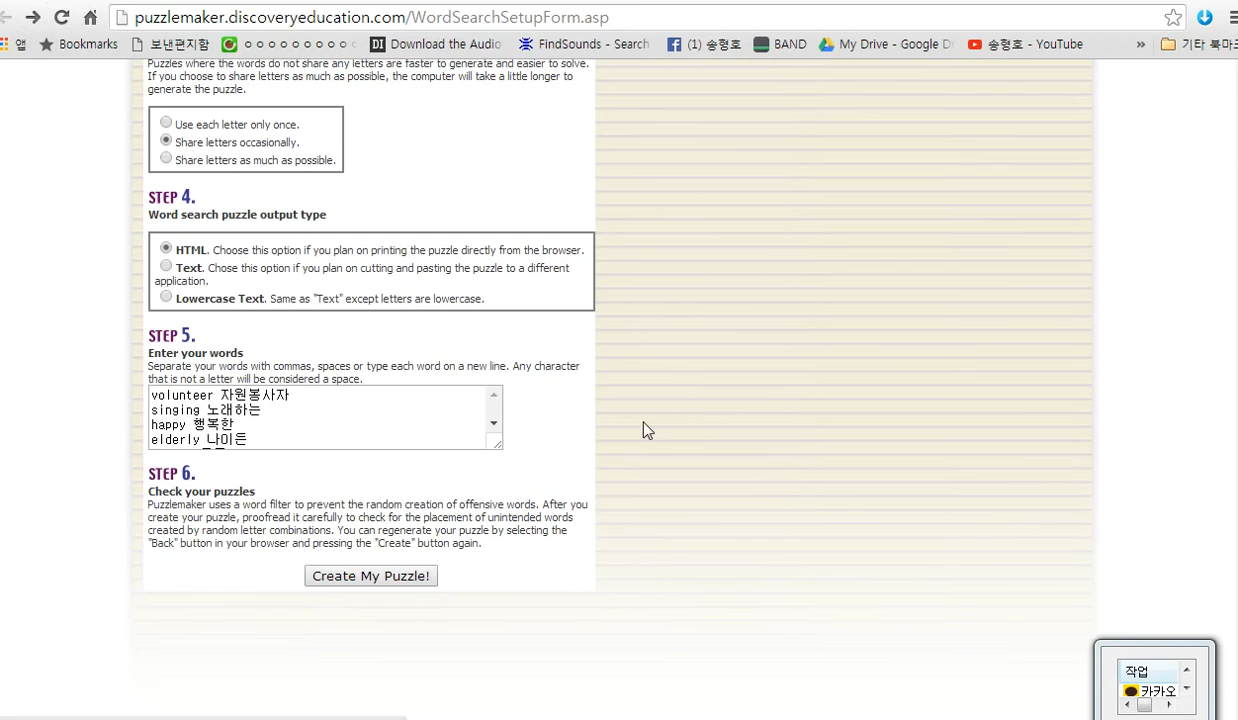 puzzlemaker.discoveryeducation.com/WordSearchSetupForm.asp
앱 Bookmarks 보낸편지함 ㅇㅇㅇㅇㅇㅇㅇㅇㅇ Download the Audio FindSounds - Search (1) 송형호 BAND My Drive - Google D 송형호 - YouTube » 기타 북마크
Puzzles where the words do not share any letters are faster to generate and easier to solve.
If you choose to share letters as much as possible, the computer will take a little longer to
generate the puzzle.
Use each letter only once.
Share letters occasionally.
Share letters as much as possible.
STEP 4.
Word search puzzle output type
HTML. Choose this option if you plan on printing the puzzle directly from the browser.
Text. Chose this option if you plan on cutting and pasting the puzzle to a different
application.
Lowercase Text. Same as "Text" except letters are lowercase.
STEP 5.
Enter your words
Separate your words with commas, spaces or type each word on a new line. Any character
that is not a letter will be considered a space.
volunteer 자원봉사자
singing 노래하는
happy 행복한
elderly 나이든
STEP 6.
Check your puzzles
Puzzlemaker uses a word filter to prevent the random creation of offensive words. After you
create your puzzle, proofread it carefully to check for the placement of unintended words
created by random letter combinations. You can regenerate your puzzle by selecting the
"Back" button in your browser and pressing the "Create" button again.
Create My Puzzle!
작업
카카오